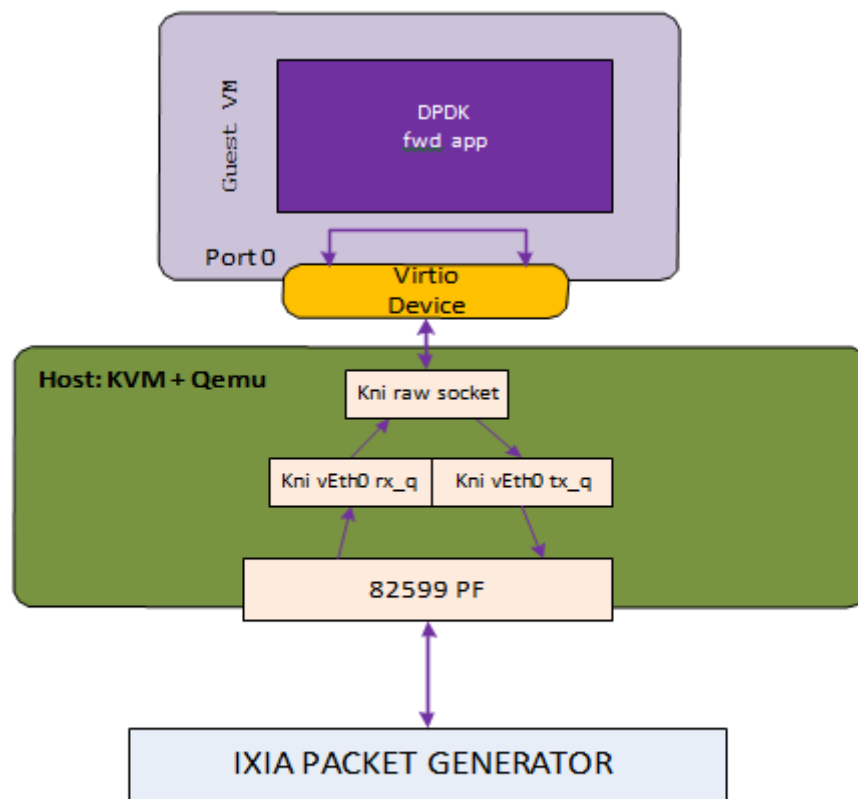 Guest VM
DPDK
fwd app
Port 0
Virtio
Device
Host: KVM + Qemu
Kni raw socket
Kni vEth0 rx_q
Kni vEth0 tx_q
82599 PF
IXIA PACKET GENERATOR